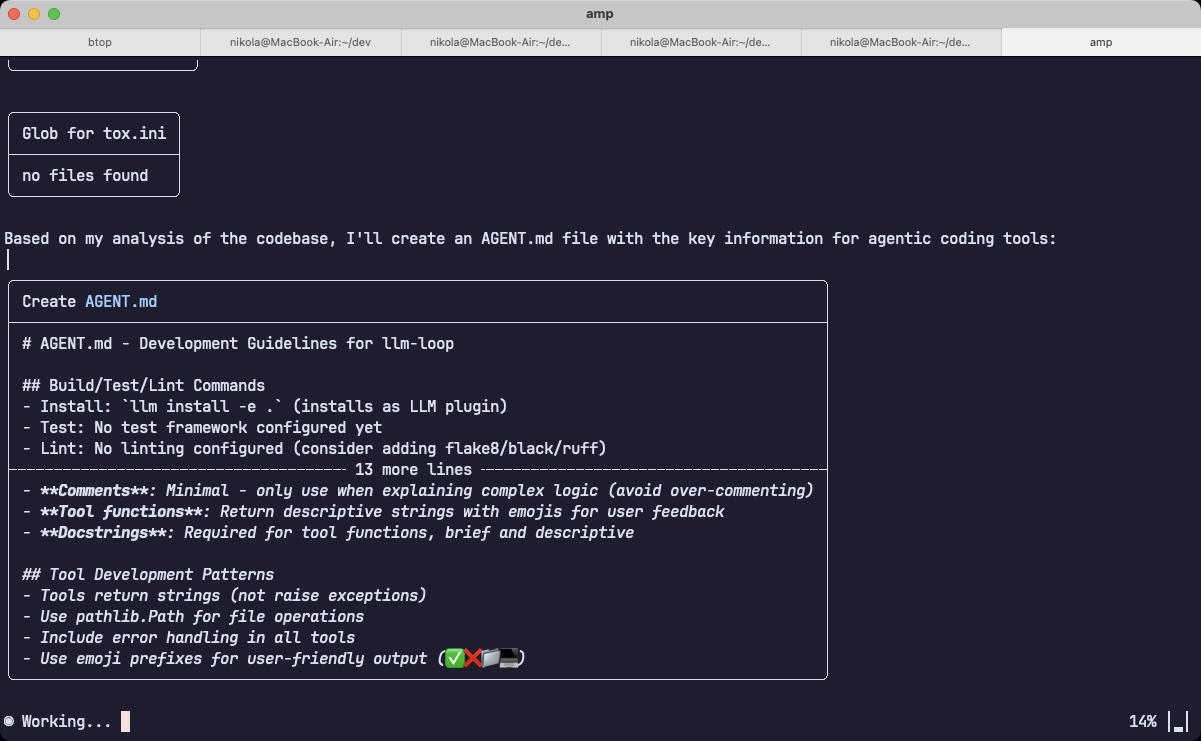 amp
btop
nikola@MacBook-Air:~/dev
nikola@MacBook-Air:~/de...
nikola@MacBook-Air:~/de...
nikola@MacBook-Air:~/de...
amp
Glob for tox.ini
no files found
Based on my analysis of the codebase, I'll create an AGENT.md file with the key information for agentic coding tools:
Create AGENT.md
# AGENT.md - Development Guidelines for llm-loop
## Build/Test/Lint Commands
- Install: `llm install -e .` (installs as LLM plugin)
- Test: No test framework configured yet
- Lint: No linting configured (consider adding flake8/black/ruff)
13 more lines
- **Comments**: Minimal - only use when explaining complex logic (avoid over-commenting)
- **Tool functions**: Return descriptive strings with emojis for user feedback
- **Docstrings**: Required for tool functions, brief and descriptive
## Tool Development Patterns
- Tools return strings (not raise exceptions)
- Use pathlib.Path for file operations
- Include error handling in all tools
- Use emoji prefixes for user-friendly output (✅❌📁💻)
Working...
14%